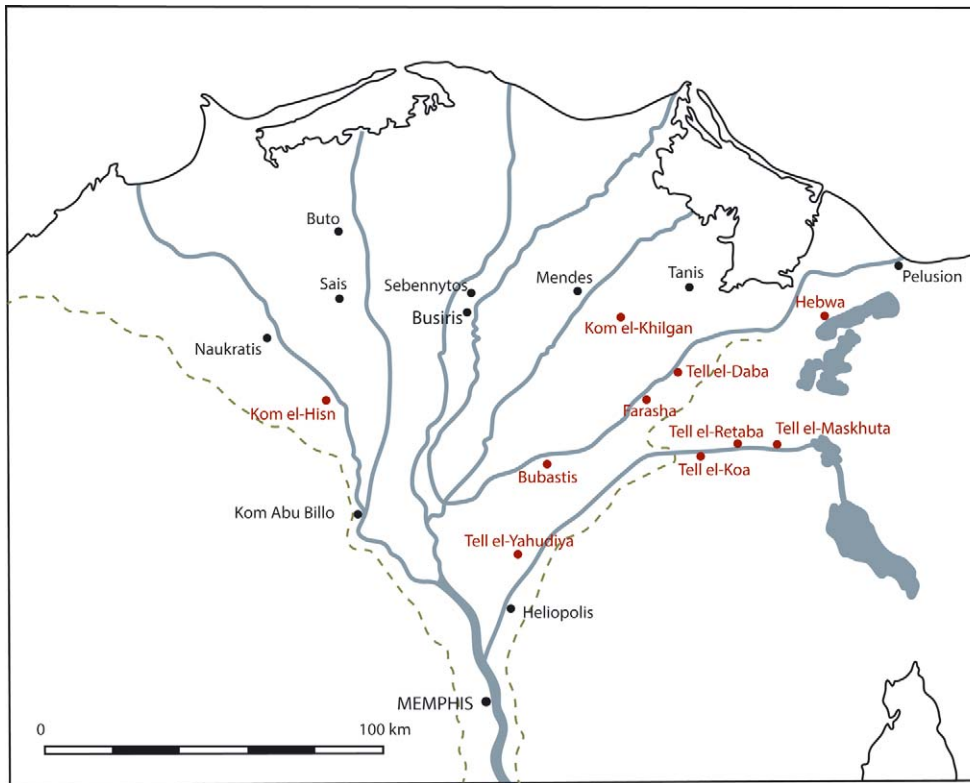 Buto
Pelusion
Tanis
Sais
Sebennytos
Mendes
Hebwa
Busiris
Kom el-Khilgan
Naukratis
Tell el-Daba
Kom el-Hisn
Farasha
Tell el-Retaba
Tell el-Maskhuta
Bubastis
Tell el-Koa
Kom Abu Billo
Tell el-Yahudiya
Heliopolis
MEMPHIS
0
100 km